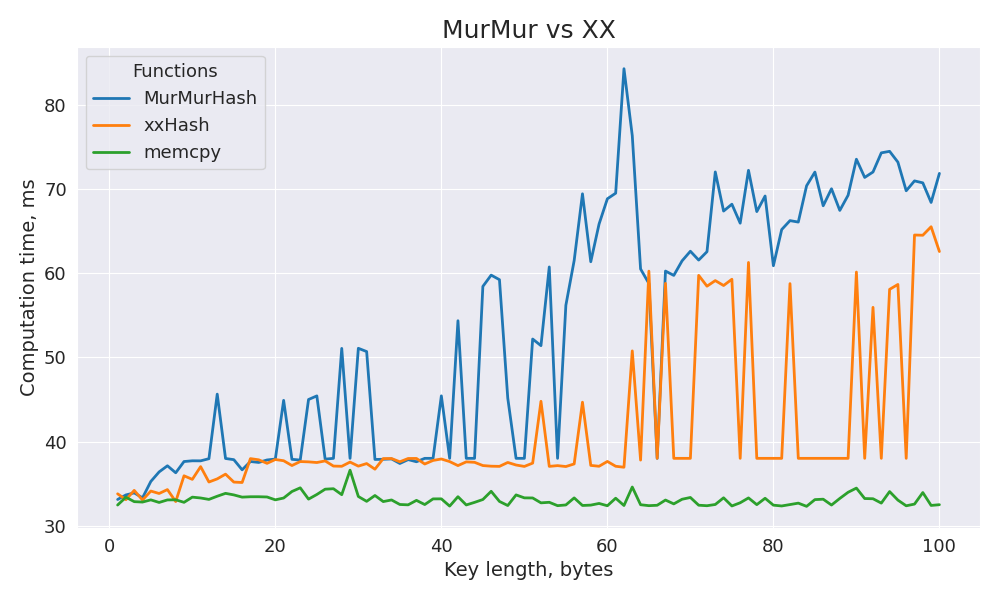 MurMur vs XX
Functions
MurMurHash
xxHash
memcpy
Computation time, ms
80
70
60
50
40
30
0 20 40 60 80 100
Key length, bytes